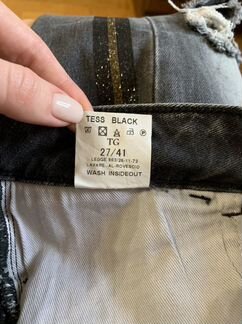 TESS BLACK
TG
27/41
LEGGE 883/26-11-73
LAVARE AL ROVESCIO
WASH INSIDEOUT